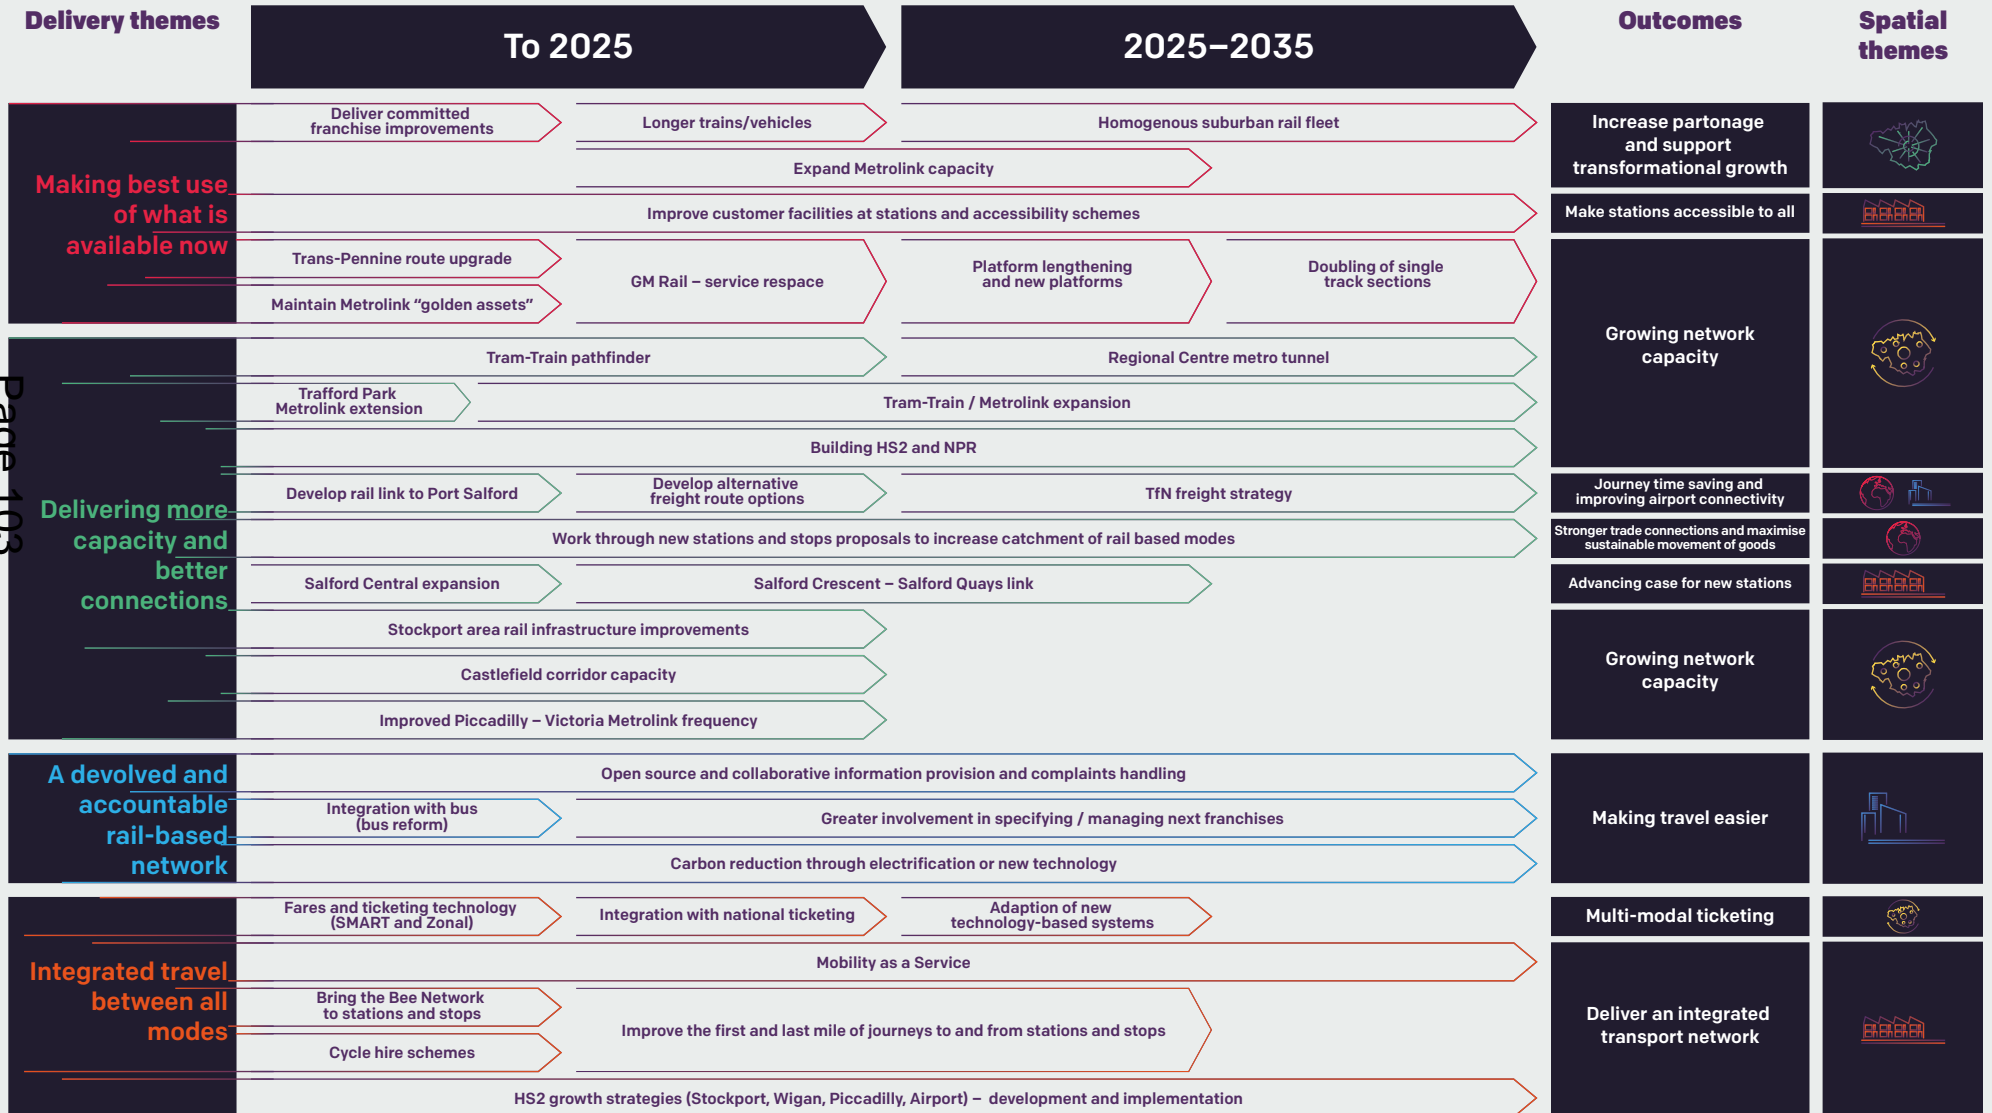 Delivery themes
To 2025
2025–2035
Outcomes
Spatial
themes
Making best use
of what is
available now
Deliver committed
franchise improvements
Longer trains/vehicles
Homogenous suburban rail fleet
Expand Metrolink capacity
Improve customer facilities at stations and accessibility schemes
Trans-Pennine route upgrade
Maintain Metrolink “golden assets”
GM Rail – service respace
Platform lengthening
and new platforms
Doubling of single
track sections
Increase partonage
and support
transformational growth
Make stations accessible to all
Growing network
capacity
Page 103
Delivering more
capacity and
better
connections
Tram-Train pathfinder
Regional Centre metro tunnel
Trafford Park
Metrolink extension
Tram-Train / Metrolink expansion
Building HS2 and NPR
Develop rail link to Port Salford
Develop alternative
freight route options
TfN freight strategy
Work through new stations and stops proposals to increase catchment of rail based modes
Salford Central expansion
Salford Crescent – Salford Quays link
Stockport area rail infrastructure improvements
Castlefield corridor capacity
Improved Piccadilly – Victoria Metrolink frequency
Journey time saving and
improving airport connectivity
Stronger trade connections and maximise
sustainable movement of goods
Advancing case for new stations
Growing network
capacity
A devolved and
accountable
rail-based
network
Open source and collaborative information provision and complaints handling
Integration with bus
(bus reform)
Greater involvement in specifying / managing next franchises
Carbon reduction through electrification or new technology
Making travel easier
Integrated travel
between all
modes
Fares and ticketing technology
(SMART and Zonal)
Integration with national ticketing
Adaption of new
technology-based systems
Mobility as a Service
Bring the Bee Network
to stations and stops
Cycle hire schemes
Improve the first and last mile of journeys to and from stations and stops
HS2 growth strategies (Stockport, Wigan, Piccadilly, Airport) – development and implementation
Multi-modal ticketing
Deliver an integrated
transport network